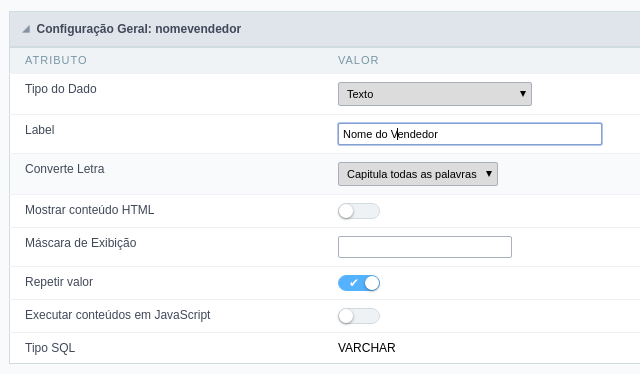 Configuração Geral: nomevendedor
ATRIBUTO VALOR
Tipo do Dado Texto
Label Nome do Vendedor
Converte Letra Capitula todas as palavras
Mostrar conteúdo HTML
Máscara de Exibição
Repetir valor
Executar conteúdos em JavaScript
Tipo SQL VARCHAR